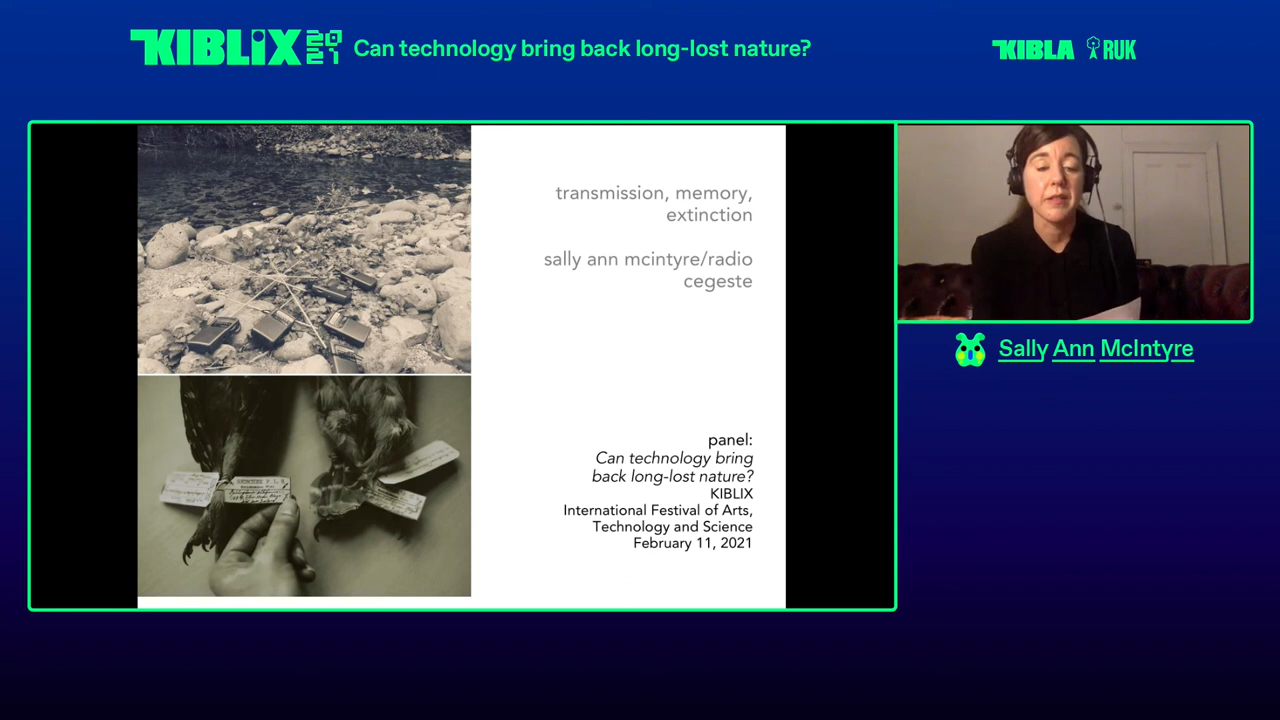 KIBLIX 2021 Can technology bring back long-lost nature?
KIBLA RUK
transmission, memory,
extinction
sally ann mcintyre/radio
cegeste
panel:
Can technology bring
back long-lost nature?
KIBLIX
International Festival of Arts,
Technology and Science
February 11, 2021
Sally Ann McIntyre